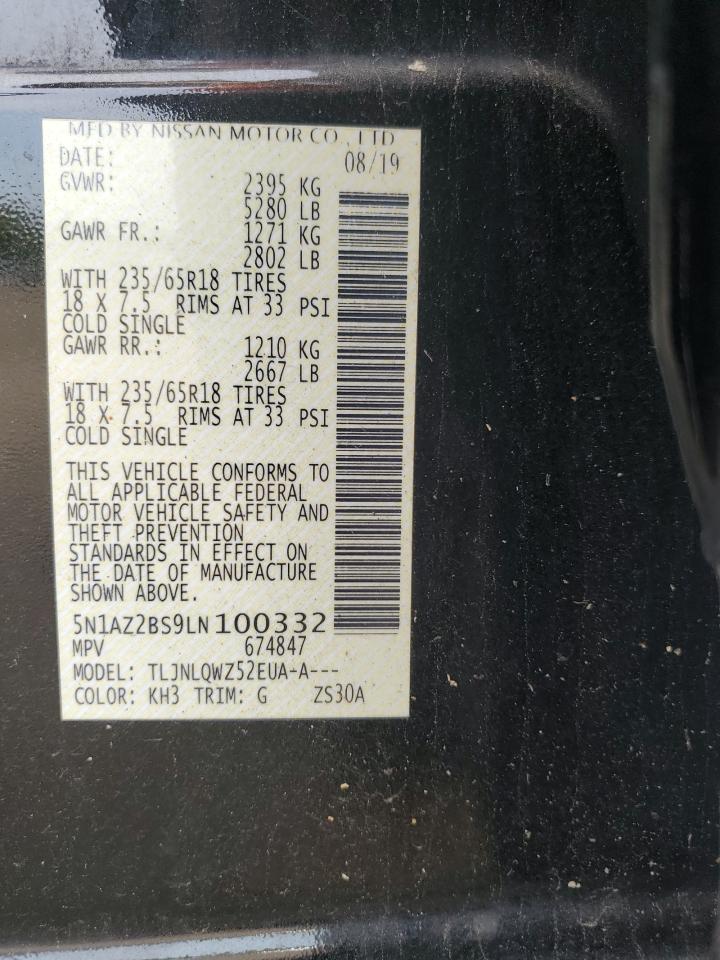 MFD BY NISSAN MOTOR CO., LTD
DATE: 08/19
GVWR: 2395 KG
5280 LB
GAWR FR.: 1271 KG
2802 LB
WITH 235/65R18 TIRES
18 X 7.5 RIMS AT 33 PSI
COLD SINGLE
GAWR RR.: 1210 KG
2667 LB
WITH 235/65R18 TIRES
18 X 7.5 RIMS AT 33 PSI
COLD SINGLE
THIS VEHICLE CONFORMS TO
ALL APPLICABLE FEDERAL
MOTOR VEHICLE SAFETY AND
THEFT PREVENTION
STANDARDS IN EFFECT ON
THE DATE OF MANUFACTURE
SHOWN ABOVE.
5N1AZ2BS9LN 100332
MPV 674847
MODEL: TLJNLQWZ52EUA-A---
COLOR: KH3 TRIM: G ZS30A